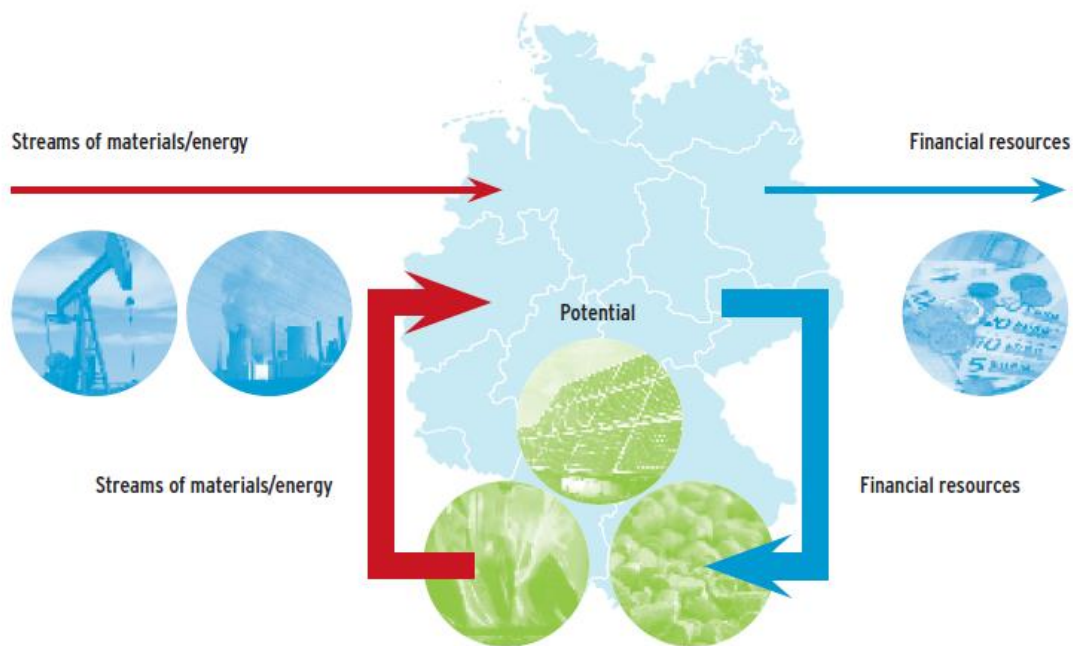 Streams of materials/energy
Financial resources
Potential
Streams of materials/energy
Financial resources